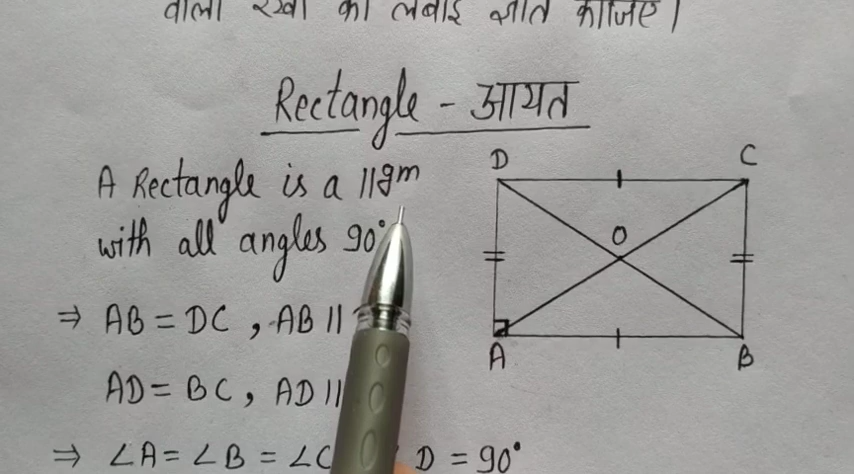 वाली रेखा की लंबाई ज्ञात कीजिए।
Rectangle - आयत
A Rectangle is a ||gm
with all angles 90°
⇒ AB = DC , AB ||
AD = BC , AD ||
⇒ ∠A = ∠B = ∠C D = 90°
D C
O
A B